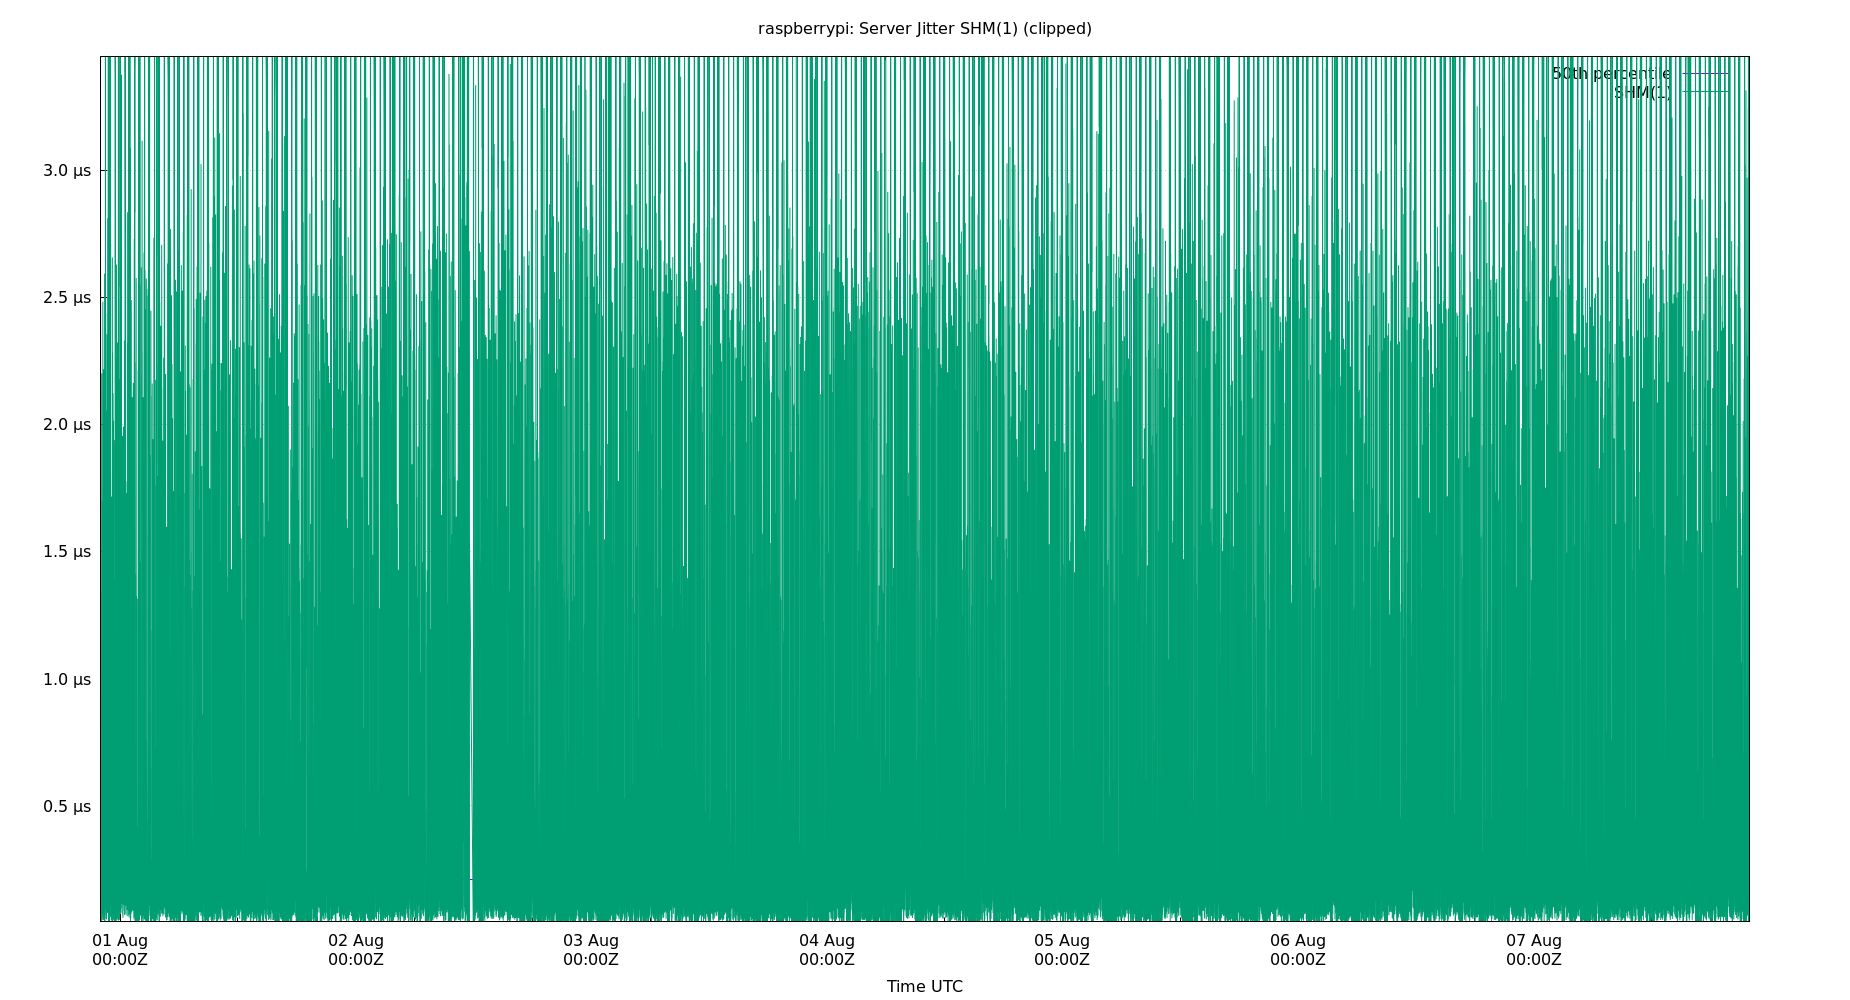 raspberrypi: Server Jitter SHM(1) (clipped)
50th percentile
SHM(1)
3.0 µs
2.5 µs
2.0 µs
1.5 µs
1.0 µs
0.5 µs
01 Aug 02 Aug 03 Aug 04 Aug 05 Aug 06 Aug 07 Aug
00:00Z 00:00Z 00:00Z 00:00Z 00:00Z 00:00Z 00:00Z
Time UTC